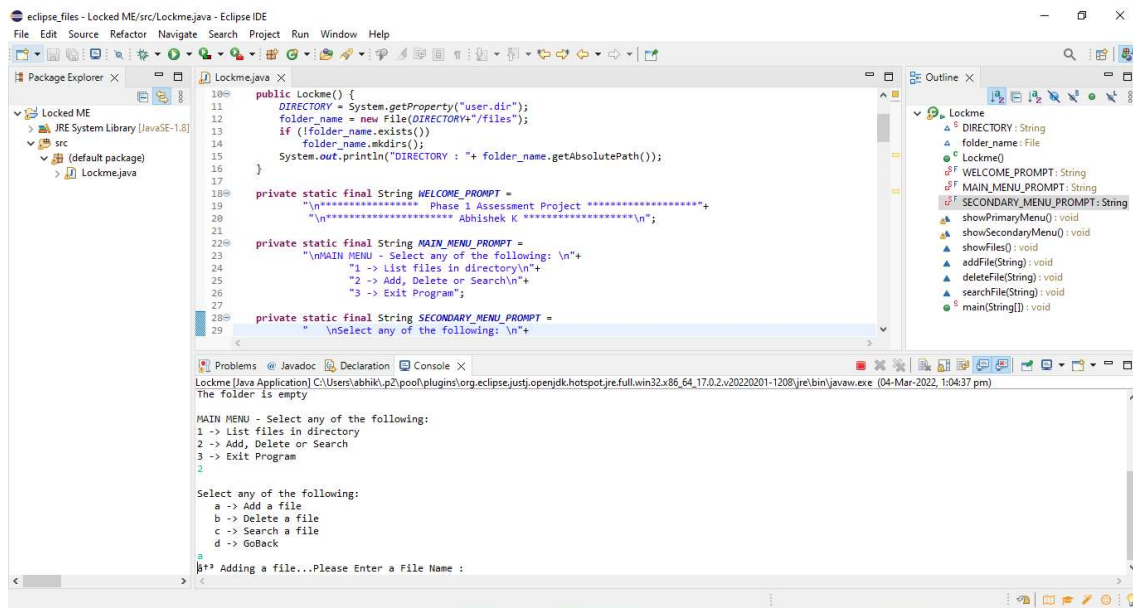 eclipse_files - Locked ME/src/Lockme.java - Eclipse IDE
File Edit Source Refactor Navigate Search Project Run Window Help
Package Explorer
Locked ME
JRE System Library [JavaSE-1.8]
src
(default package)
Lockme.java
Lockme.java
10 public Lockme() {
11 DIRECTORY = System.getProperty("user.dir");
12 folder_name = new File(DIRECTORY+"/files");
13 if (!folder_name.exists())
14 folder_name.mkdirs();
15 System.out.println("DIRECTORY : "+ folder_name.getAbsolutePath());
16 }
17
18 private static final String WELCOME_PROMPT =
19 "\n***************** Phase 1 Assessment Project ******************"+
20 "\n*********************** Abhishek K ********************\n";
21
22 private static final String MAIN_MENU_PROMPT =
23 "\nMAIN MENU - Select any of the following: \n"+
24 "1 -> List files in directory\n"+
25 "2 -> Add, Delete or Search\n"+
26 "3 -> Exit Program";
27
28 private static final String SECONDARY_MENU_PROMPT =
29 " \nSelect any of the following: \n"+
Outline
Lockme
DIRECTORY : String
folder_name : File
Lockme()
WELCOME_PROMPT : String
MAIN_MENU_PROMPT : String
SECONDARY_MENU_PROMPT : String
showPrimaryMenu() : void
showSecondaryMenu() : void
showFiles() : void
addFile(String) : void
deleteFile(String) : void
searchFile(String) : void
main(String[]) : void
Problems @ Javadoc Declaration Console
Lockme [Java Application] C:\Users\abhik\.p2\pool\plugins\org.eclipse.justj.openjdk.hotspot.jre.full.win32.x86_64_17.0.2.v20220201-1208\jre\bin\javaw.exe (04-Mar-2022, 1:04:37 pm)
The folder is empty
MAIN MENU - Select any of the following:
1 -> List files in directory
2 -> Add, Delete or Search
3 -> Exit Program
2
Select any of the following:
a -> Add a file
b -> Delete a file
c -> Search a file
d -> GoBack
a
â†³ Adding a file...Please Enter a File Name :